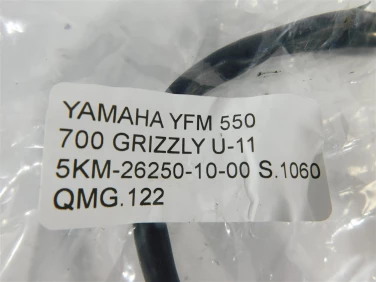 YAMAHA YFM 550
700 GRIZZLY U-11
5KM-26250-10-00 S.1060
QMG.122